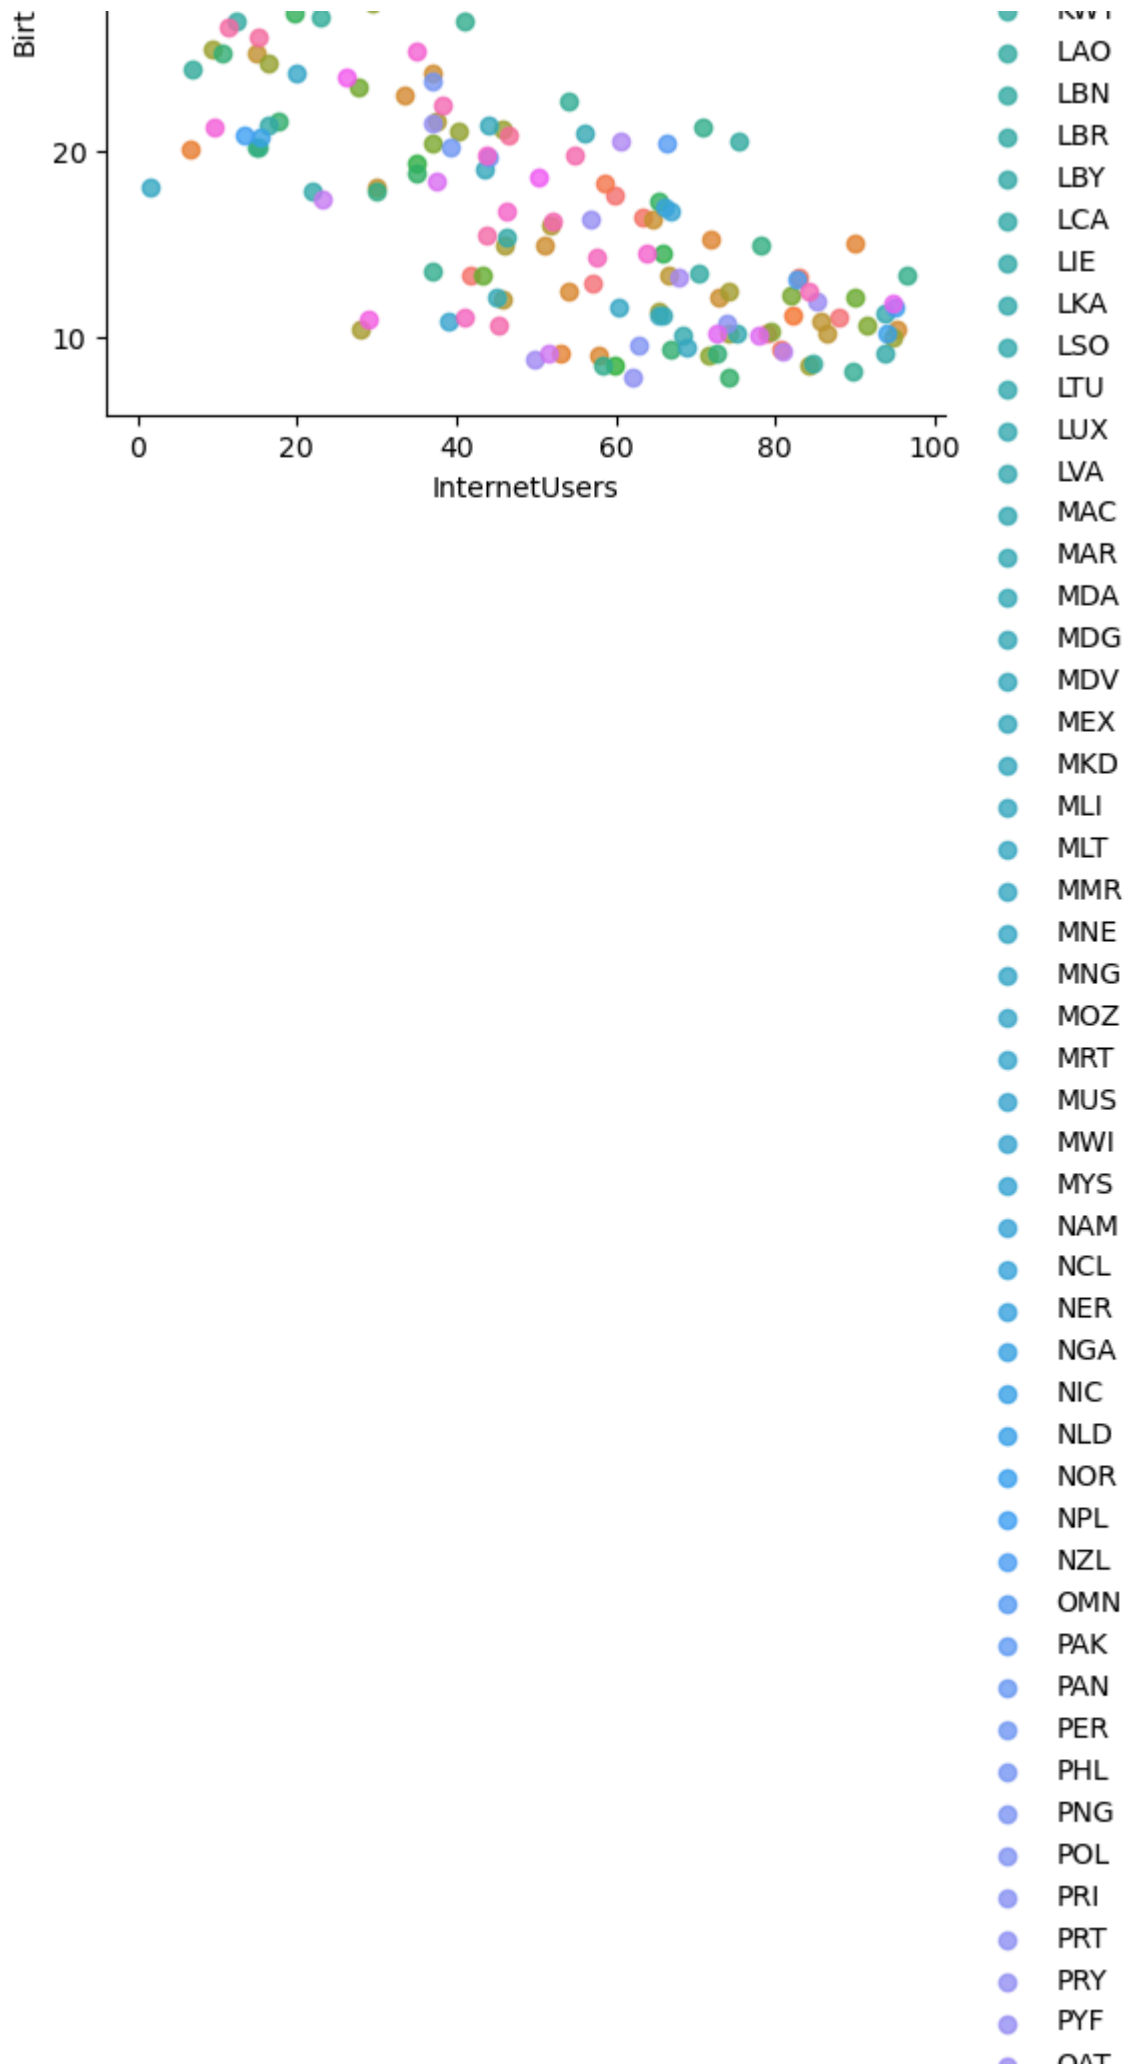 Birt
20
10
0 20 40 60 80 100
InternetUsers
LAO
LBN
LBR
LBY
LCA
LIE
LKA
LSO
LTU
LUX
LVA
MAC
MAR
MDA
MDG
MDV
MEX
MKD
MLI
MLT
MMR
MNE
MNG
MOZ
MRT
MUS
MWI
MYS
NAM
NCL
NER
NGA
NIC
NLD
NOR
NPL
NZL
OMN
PAK
PAN
PER
PHL
PNG
POL
PRI
PRT
PRY
PYF